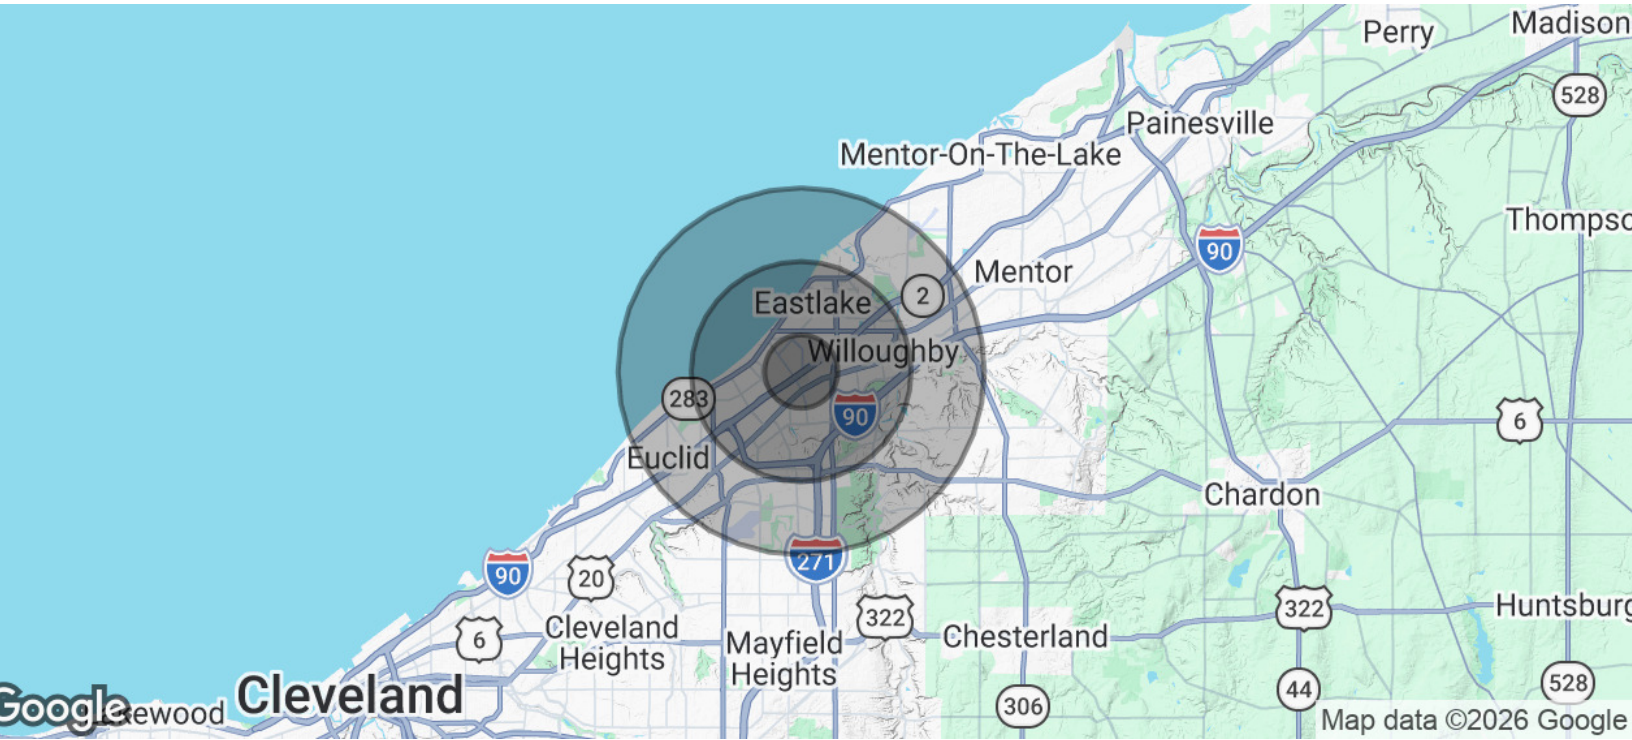 Perry
Madison
528
Painesville
Mentor-On-The-Lake
Thompso
90
Mentor
2
Eastlake
Willoughby
283
90
6
Euclid
Chardon
271
90
20
322
322
Huntsburg
6
Cleveland
Heights
Mayfield
Heights
Chesterland
Cleveland
44
528
306
Google
kewood
Map data ©2026 Google